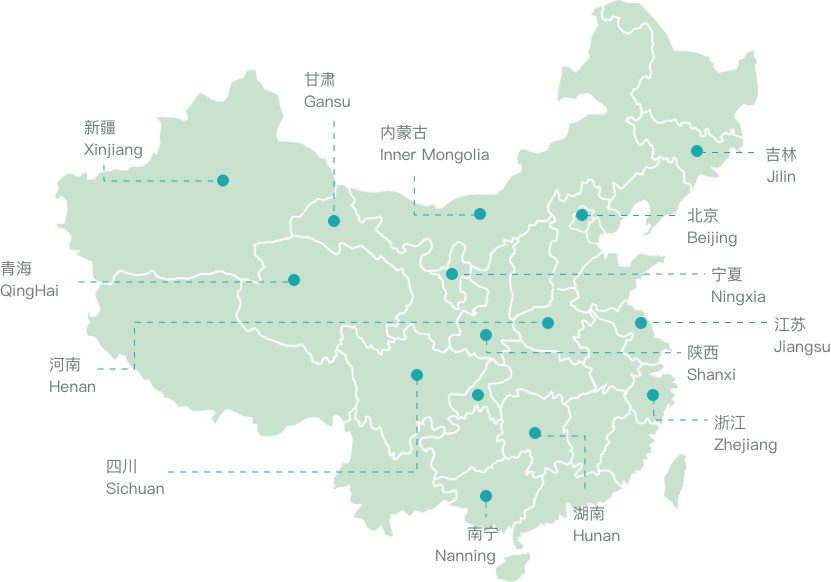 甘肃
Gansu
新疆
Xinjiang
内蒙古
Inner Mongolia
吉林
Jilin
北京
Beijing
青海
QingHai
宁夏
Ningxia
江苏
Jiangsu
河南
Henan
陕西
Shanxi
浙江
Zhejiang
四川
Sichuan
湖南
Hunan
南宁
Nanning